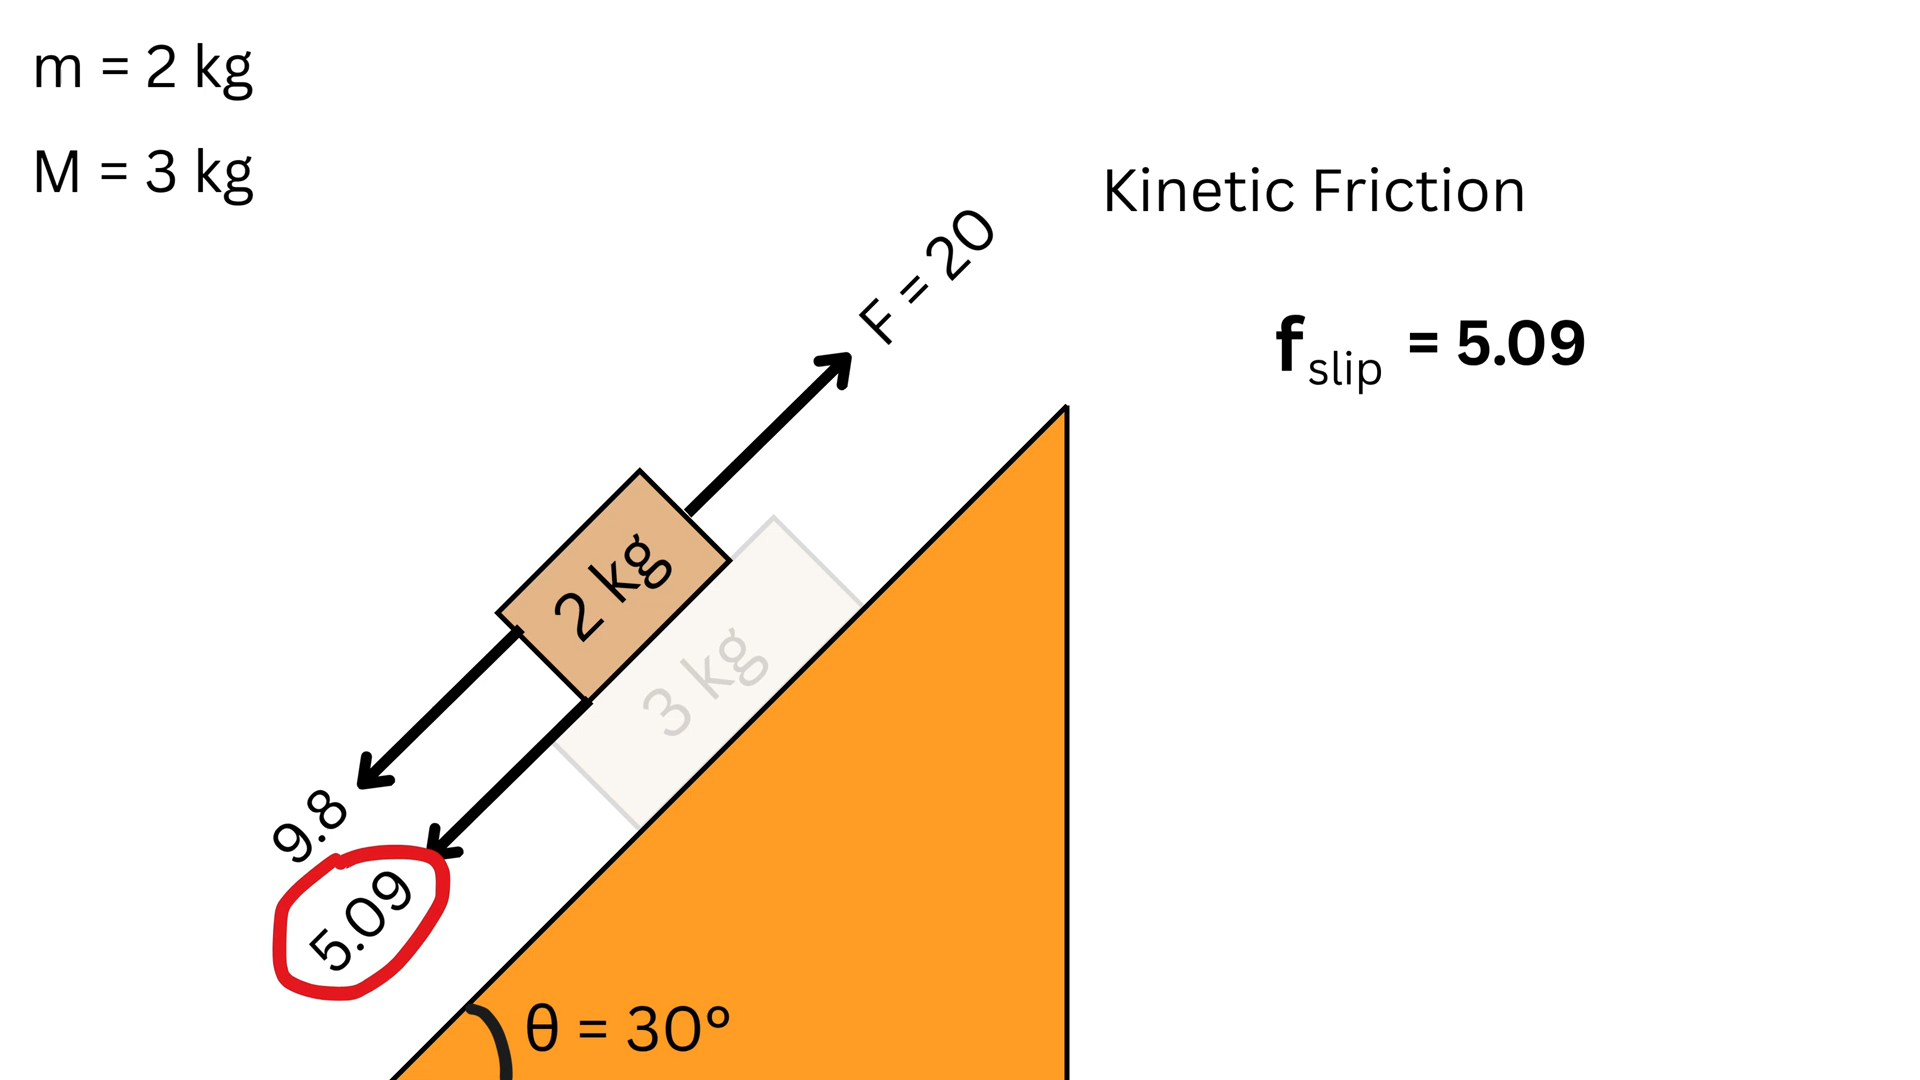 m = 2 kg
M = 3 kg
Kinetic Friction
F = 20
f slip = 5.09
2 kg
3 kg
9.8
5.09
θ = 30°